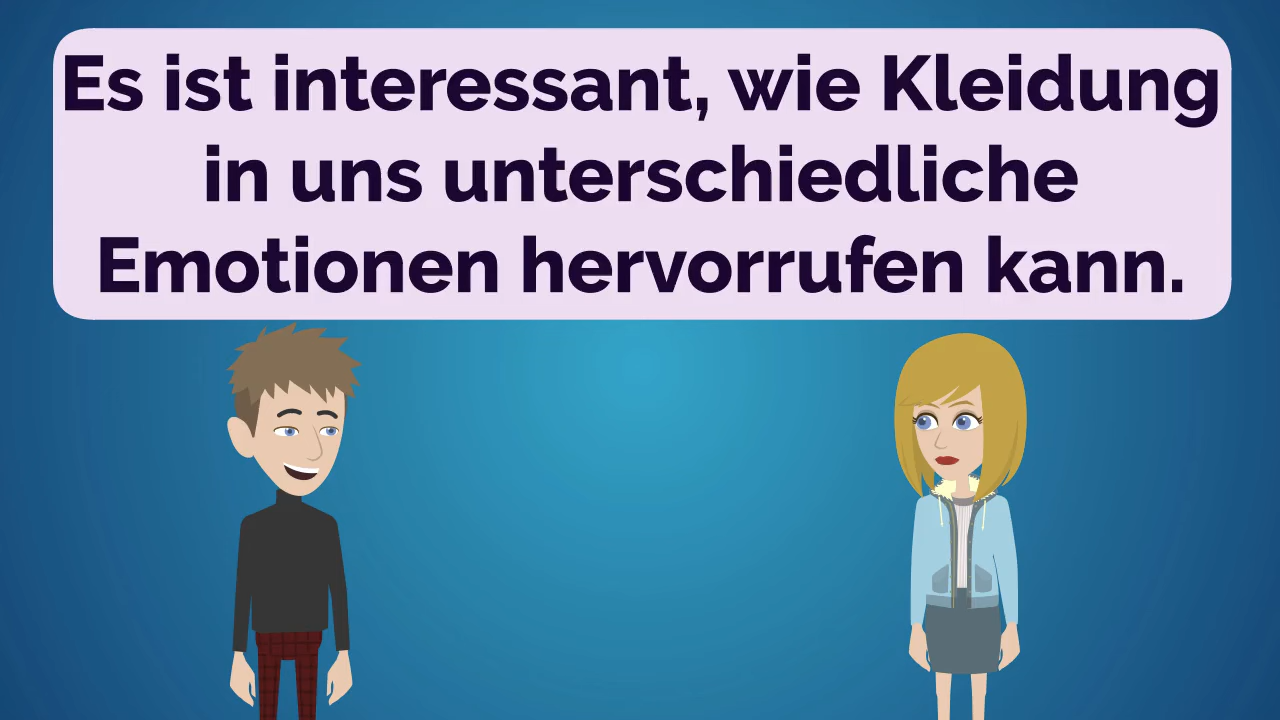 Es ist interessant, wie Kleidung
in uns unterschiedliche
Emotionen hervorrufen kann.